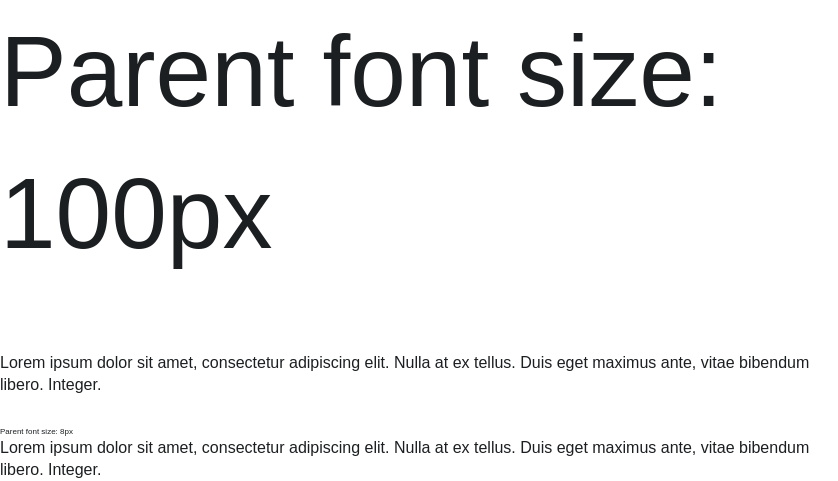 Parent font size:
100px
Lorem ipsum dolor sit amet, consectetur adipiscing elit. Nulla at ex tellus. Duis eget maximus ante, vitae bibendum
libero. Integer.
Parent font size: 8px
Lorem ipsum dolor sit amet, consectetur adipiscing elit. Nulla at ex tellus. Duis eget maximus ante, vitae bibendum
libero. Integer.